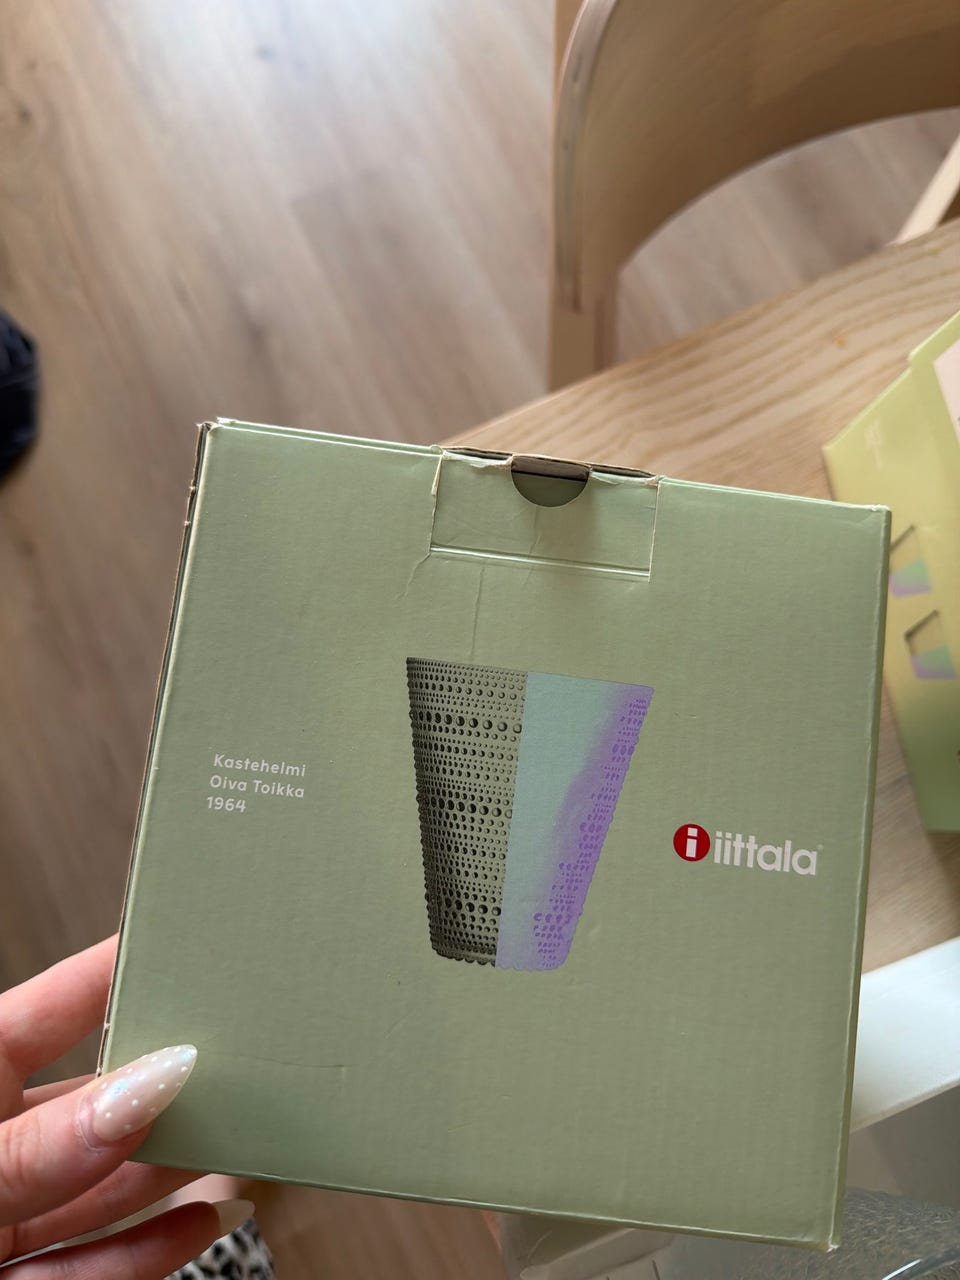 Kastehelmi
Oiva Toikka
1964
i iittala